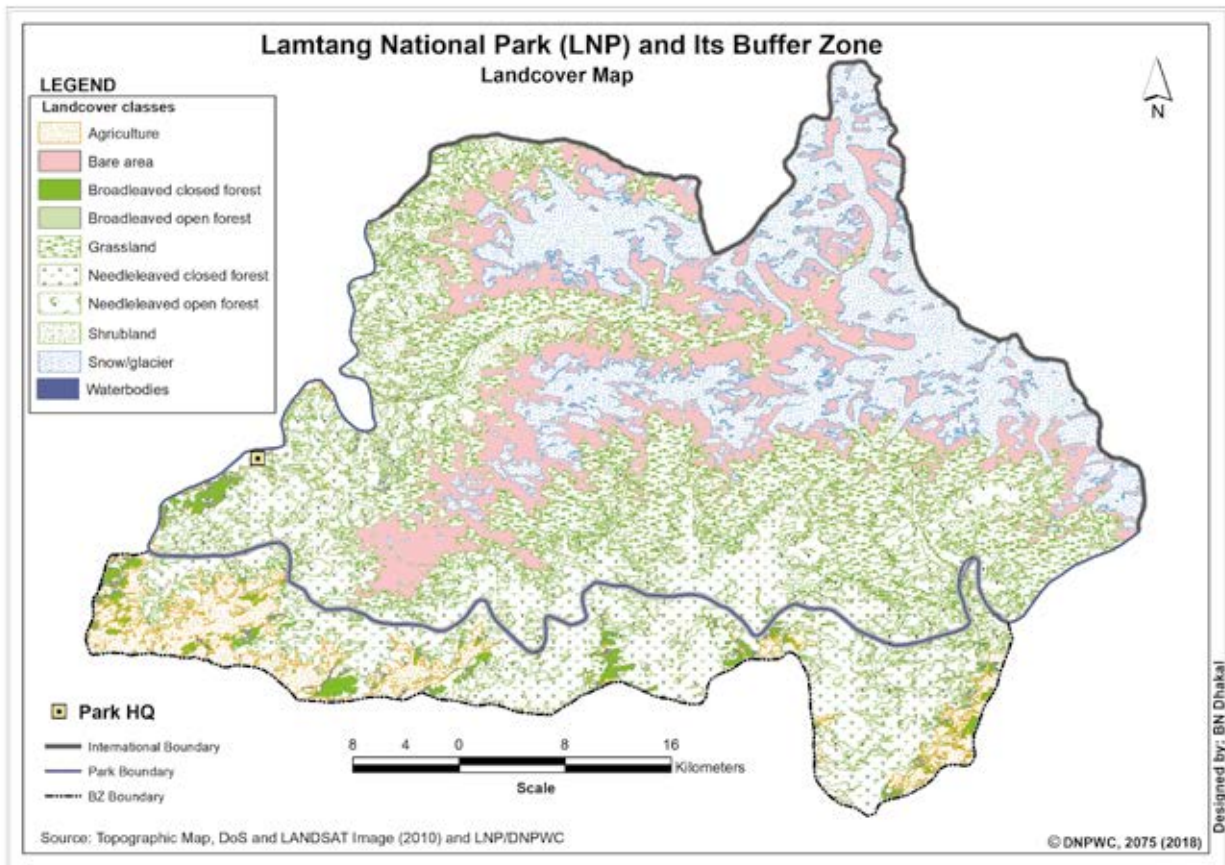 Lamtang National Park (LNP) and Its Buffer Zone
Landcover Map
N
LEGEND
Landcover classes
Agriculture
Bare area
Broadleaved closed forest
Broadleaved open forest
Grassland
Needleleaved closed forest
Needleleaved open forest
Shrubland
Snow/glacier
Waterbodies
Park HQ
International Boundary
Park Boundary
BZ Boundary
8 4 0 8 16
Kilometers
Scale
Source: Topographic Map, DoS and LANDSAT Image (2010) and LNP/DNPWC
© DNPWC, 2075 (2018)
Designed by: BN Dhakal